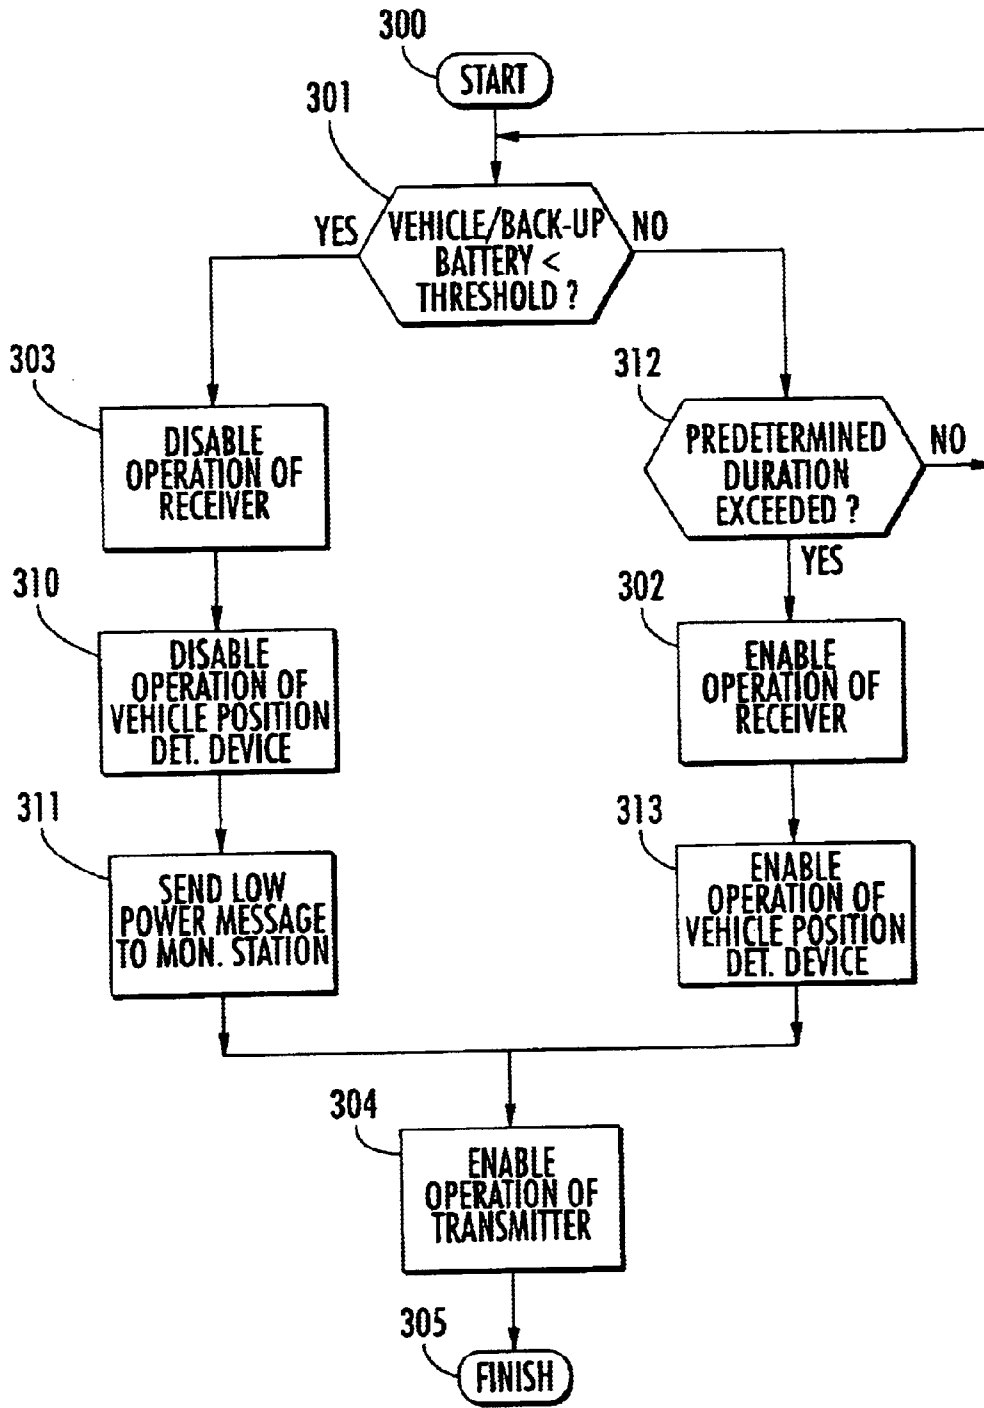 300
START
301
VEHICLE/BACK-UP
BATTERY <
THRESHOLD ?
YES
NO
303
DISABLE
OPERATION OF
RECEIVER
312
PREDETERMINED
DURATION
EXCEEDED ?
NO
YES
310
DISABLE
OPERATION OF
VEHICLE POSITION
DET. DEVICE
302
ENABLE
OPERATION OF
RECEIVER
311
SEND LOW
POWER MESSAGE
TO MON. STATION
313
ENABLE
OPERATION OF
VEHICLE POSITION
DET. DEVICE
304
ENABLE
OPERATION OF
TRANSMITTER
305
FINISH